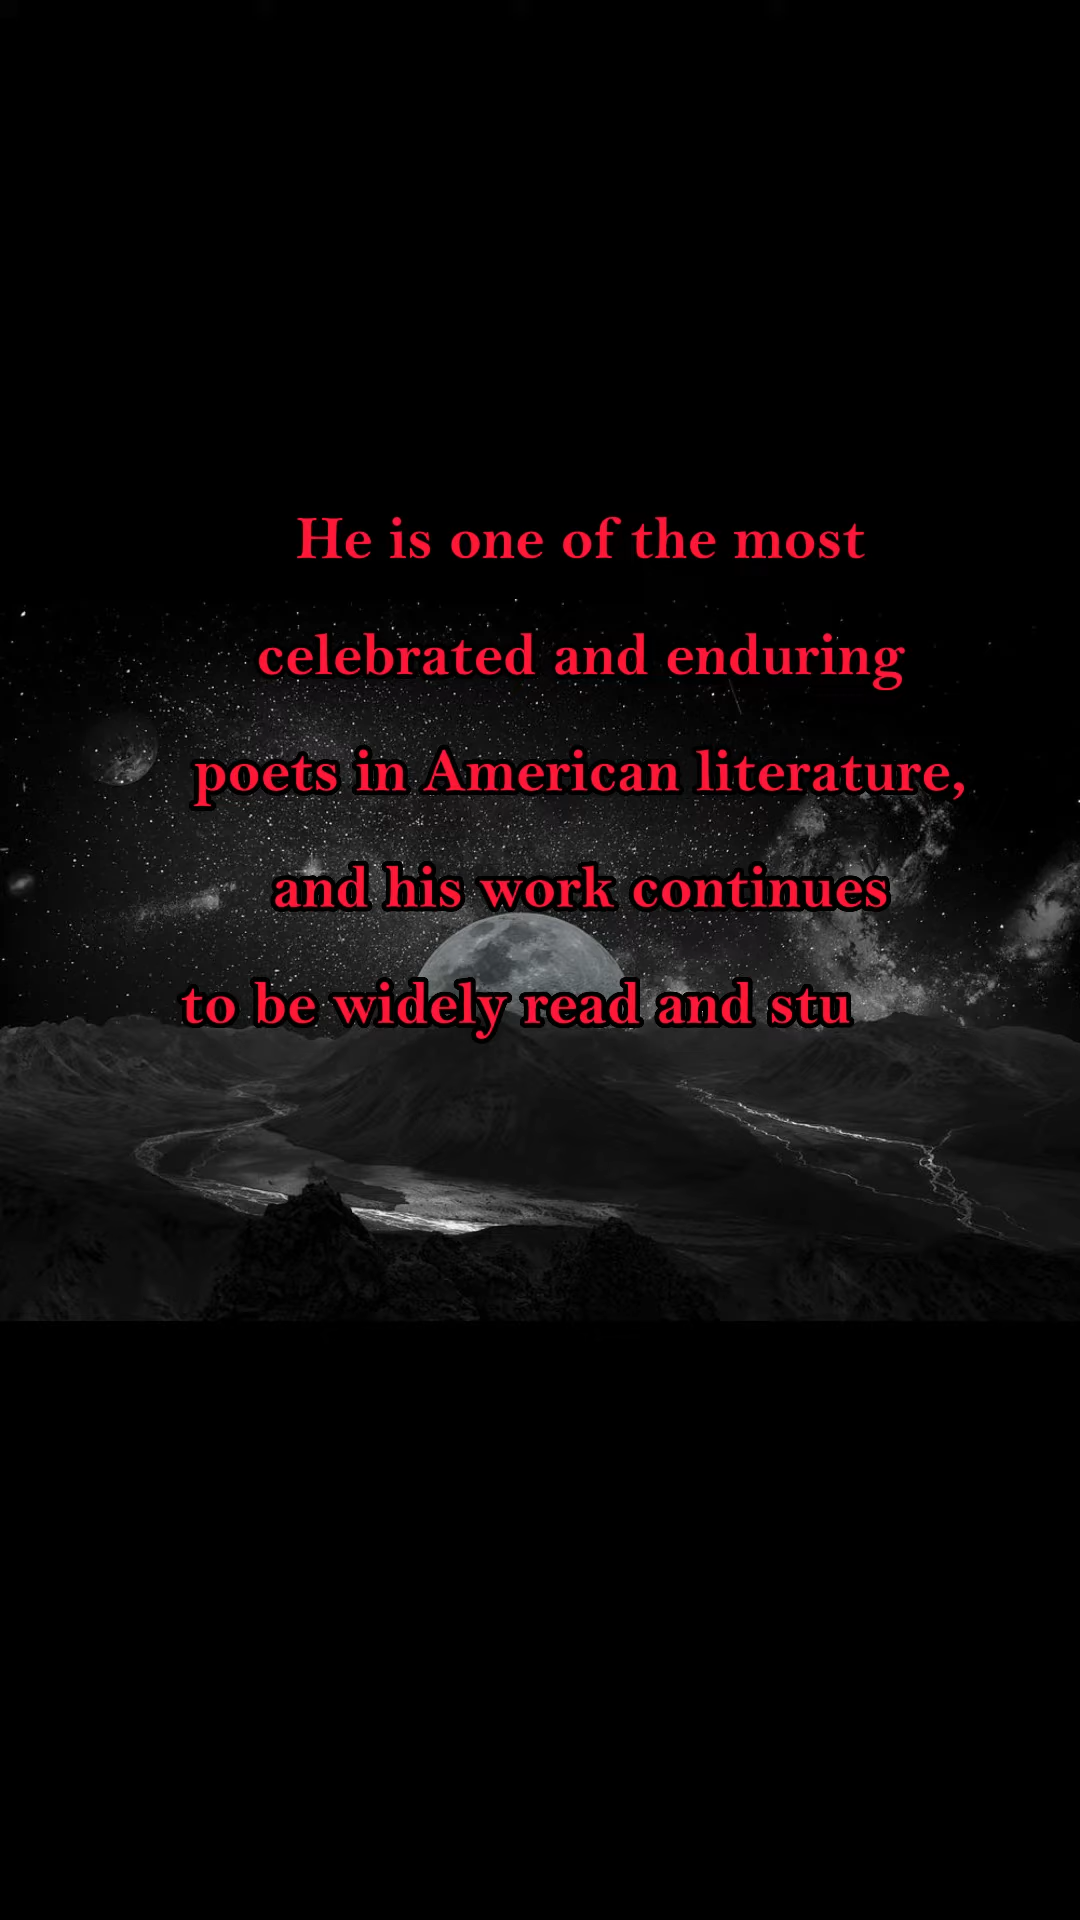 He is one of the most
celebrated and enduring
poets in American literature,
and his work continues
to be widely read and stu